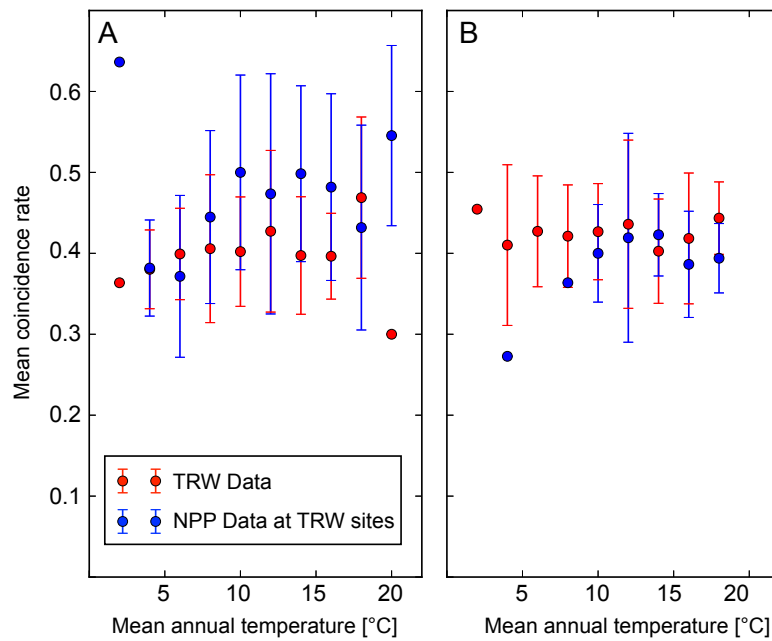 A
B
0.6
0.5
0.4
0.3
0.2
0.1
Mean coincidence rate
TRW Data
NPP Data at TRW sites
5 10 15 20 5 10 15 20
Mean annual temperature [°C] Mean annual temperature [°C]